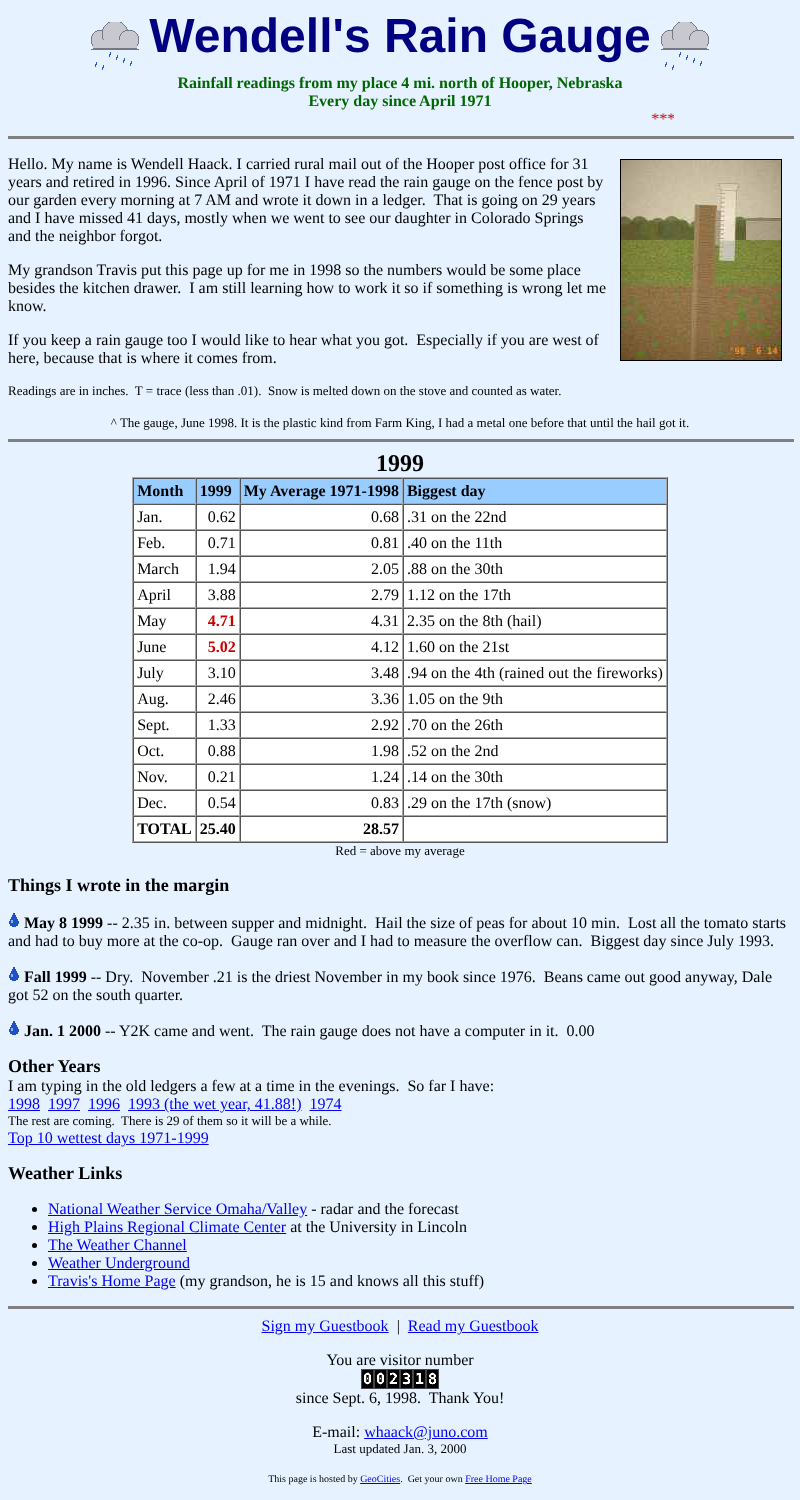 Wendell's Rain Gauge
Rainfall readings from my place 4 mi. north of Hooper, Nebraska
Every day since April 1971
***
Hello. My name is Wendell Haack. I carried rural mail out of the Hooper post office for 31
years and retired in 1996. Since April of 1971 I have read the rain gauge on the fence post by
our garden every morning at 7 AM and wrote it down in a ledger.  That is going on 29 years
and I have missed 41 days, mostly when we went to see our daughter in Colorado Springs
and the neighbor forgot.
My grandson Travis put this page up for me in 1998 so the numbers would be some place
besides the kitchen drawer.  I am still learning how to work it so if something is wrong let me
know.
If you keep a rain gauge too I would like to hear what you got.  Especially if you are west of
here, because that is where it comes from.
'98 6 14
Readings are in inches.  T = trace (less than .01).  Snow is melted down on the stove and counted as water.
^ The gauge, June 1998. It is the plastic kind from Farm King, I had a metal one before that until the hail got it.
1999
Month 1999 My Average 1971-1998 Biggest day
Jan. 0.62 0.68 .31 on the 22nd
Feb. 0.71 0.81 .40 on the 11th
March 1.94 2.05 .88 on the 30th
April 3.88 2.79 1.12 on the 17th
May 4.71 4.31 2.35 on the 8th (hail)
June 5.02 4.12 1.60 on the 21st
July 3.10 3.48 .94 on the 4th (rained out the fireworks)
Aug. 2.46 3.36 1.05 on the 9th
Sept. 1.33 2.92 .70 on the 26th
Oct. 0.88 1.98 .52 on the 2nd
Nov. 0.21 1.24 .14 on the 30th
Dec. 0.54 0.83 .29 on the 17th (snow)
TOTAL 25.40 28.57
Red = above my average
Things I wrote in the margin
May 8 1999 -- 2.35 in. between supper and midnight.  Hail the size of peas for about 10 min.  Lost all the tomato starts
and had to buy more at the co-op.  Gauge ran over and I had to measure the overflow can.  Biggest day since July 1993.
Fall 1999 -- Dry.  November .21 is the driest November in my book since 1976.  Beans came out good anyway, Dale
got 52 on the south quarter.
Jan. 1 2000 -- Y2K came and went.  The rain gauge does not have a computer in it.  0.00
Other Years
I am typing in the old ledgers a few at a time in the evenings.  So far I have:
1998  1997  1996  1993 (the wet year, 41.88!)  1974
The rest are coming.  There is 29 of them so it will be a while.
Top 10 wettest days 1971-1999
Weather Links
• National Weather Service Omaha/Valley - radar and the forecast
• High Plains Regional Climate Center at the University in Lincoln
• The Weather Channel
• Weather Underground
• Travis's Home Page (my grandson, he is 15 and knows all this stuff)
Sign my Guestbook  |  Read my Guestbook
You are visitor number
002318
since Sept. 6, 1998.  Thank You!
E-mail: whaack@juno.com
Last updated Jan. 3, 2000
This page is hosted by GeoCities.  Get your own Free Home Page